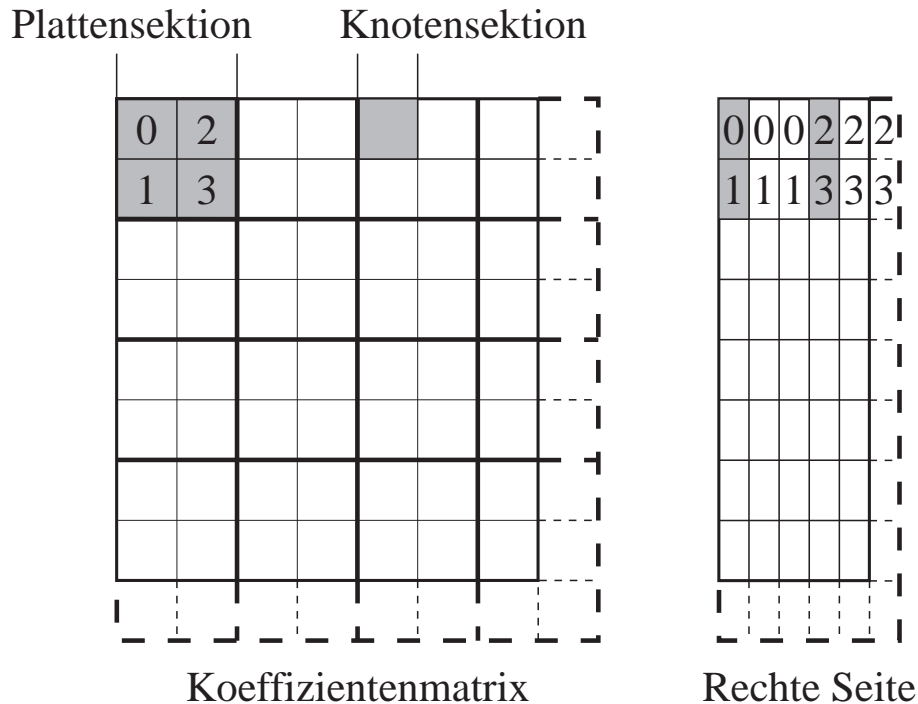 Plattensektion Knotensektion
0 2 0 0 0 2 2 2
1 3 1 1 1 3 3 3
Koeffizientenmatrix Rechte Seite